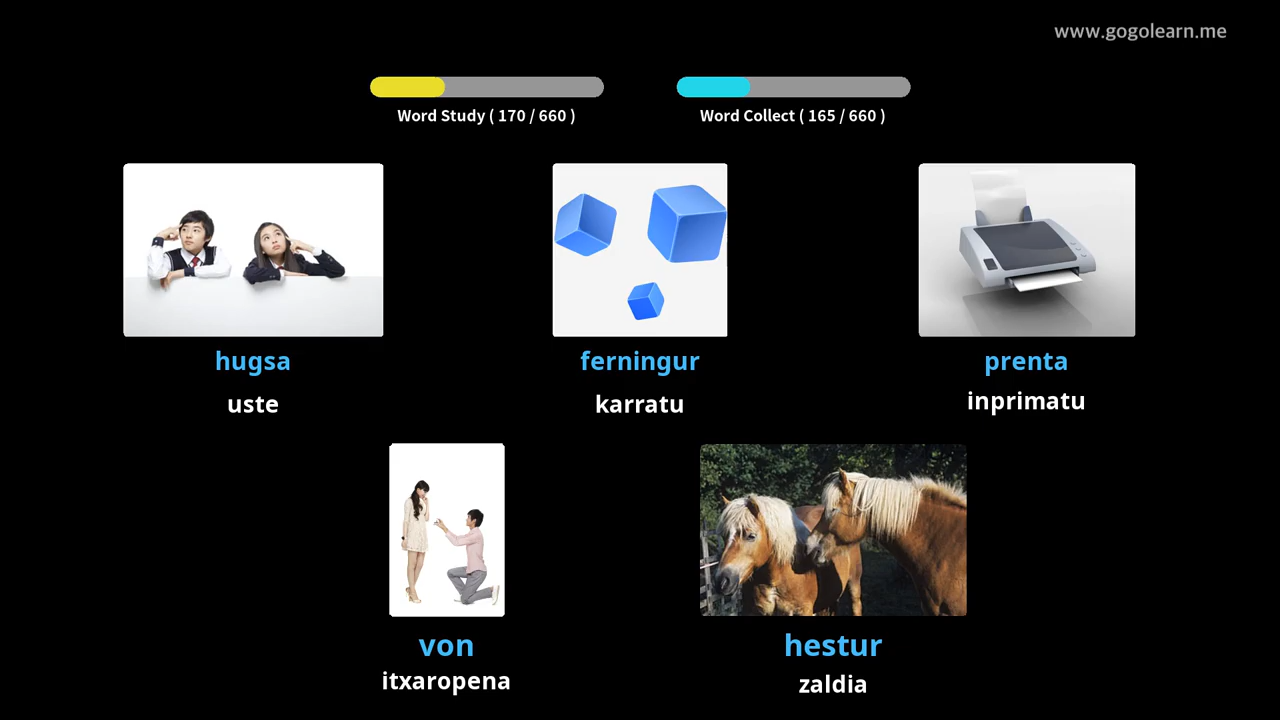 www.gogolearn.me
Word Study ( 170 / 660 )
Word Collect ( 165 / 660 )
hugsa
uste
ferningur
karratu
prenta
inprimatu
von
itxaropena
hestur
zaldia